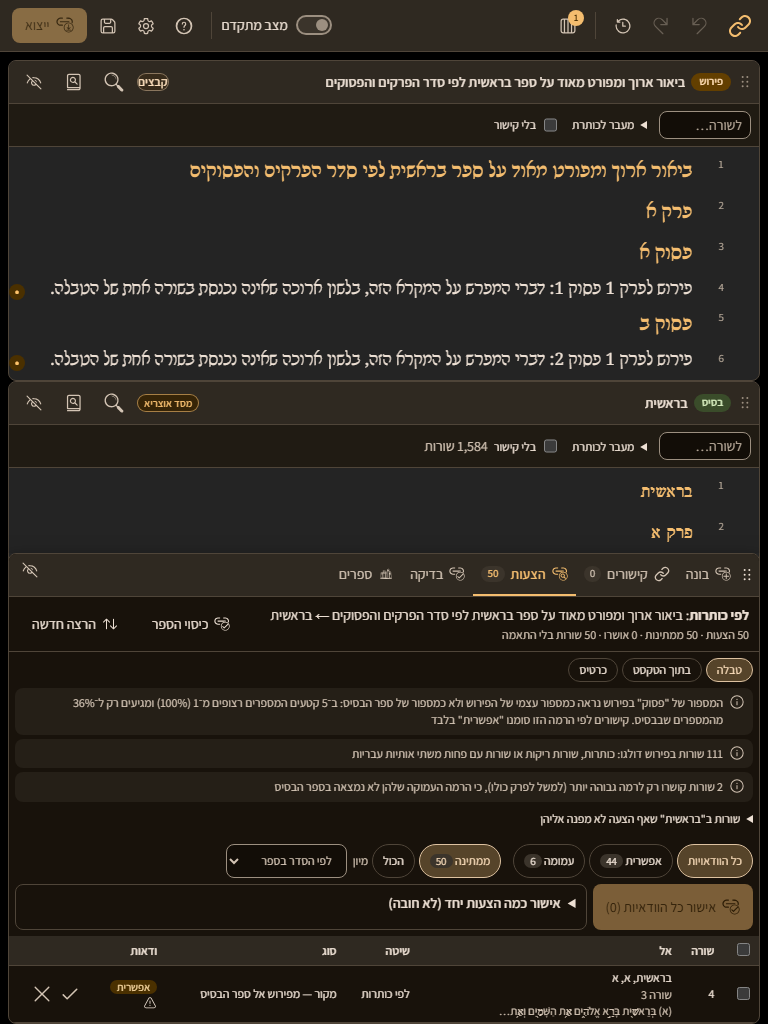 1
מצב מתקדם
ייצוא
פירוש ביאור ארוך ומפורט מאוד על ספר בראשית לפי סדר הפרקים והפסוקים
קבצים
לשורה…
מעבר לכותרת
בלי קישור
1 ביאור ארוך ומפורט מאוד על ספר בראשית לפי סדר הפרקים והפסוקים
2 פרק א
3 פסוק א
4 פירוש לפרק 1 פסוק 1: דברי המפרש על המקרא הזה, בלשון ארוכה שאינה נכנסת בשורה אחת של הטבלה.
5 פסוק ב
6 פירוש לפרק 1 פסוק 2: דברי המפרש על המקרא הזה, בלשון ארוכה שאינה נכנסת בשורה אחת של הטבלה.
בסיס בראשית
מסד אוצריא
לשורה…
מעבר לכותרת
בלי קישור
1,584 שורות
1 בראשית
2 פרק א
בונה
קישורים 0
הצעות 50
בדיקה
ספרים
לפי כותרות: ביאור ארוך ומפורט מאוד על ספר בראשית לפי סדר הפרקים והפסוקים ← בראשית
50 הצעות · 50 ממתינות · 0 אושרו · 50 שורות בלי התאמה
כיסוי הספר
הרצה חדשה
טבלה
בתוך הטקסט
כרטיס
המספור של "פסוק" בפירוש נראה כמספור עצמי של הפירוש ולא כמספור של ספר הבסיס: ב־5 קטעים המספרים רצופים מ־1 (100%) ומגיעים רק ל־36%
מהמספרים שבבסיס. קישורים לפי הרמה הזו סומנו "אפשרית" בלבד
111 שורות בפירוש דולגו: כותרות, שורות ריקות או שורות עם פחות משתי אותיות עבריות
2 שורות קושרו רק לרמה גבוהה יותר (למשל לפרק כולו), כי הרמה העמוקה שלהן לא נמצאה בספר הבסיס
שורות ב"בראשית" שאף הצעה לא מפנה אליהן
כל הוודאויות
אפשרית 44
עמומה 6
ממתינה 50
הכול
מיון
לפי הסדר בספר
אישור כל הוודאיות (0)
אישור כמה הצעות יחד (לא חובה)
שורה
אל
שיטה
סוג
ודאות
4
בראשית, א, א
שורה 3
(א) בְּרֵאשִׁית בָּרָא אֱלֹהִים אֵת הַשָּׁמַיִם וְאֵת…
לפי כותרות
מקור — מפירוש אל ספר הבסיס
אפשרית